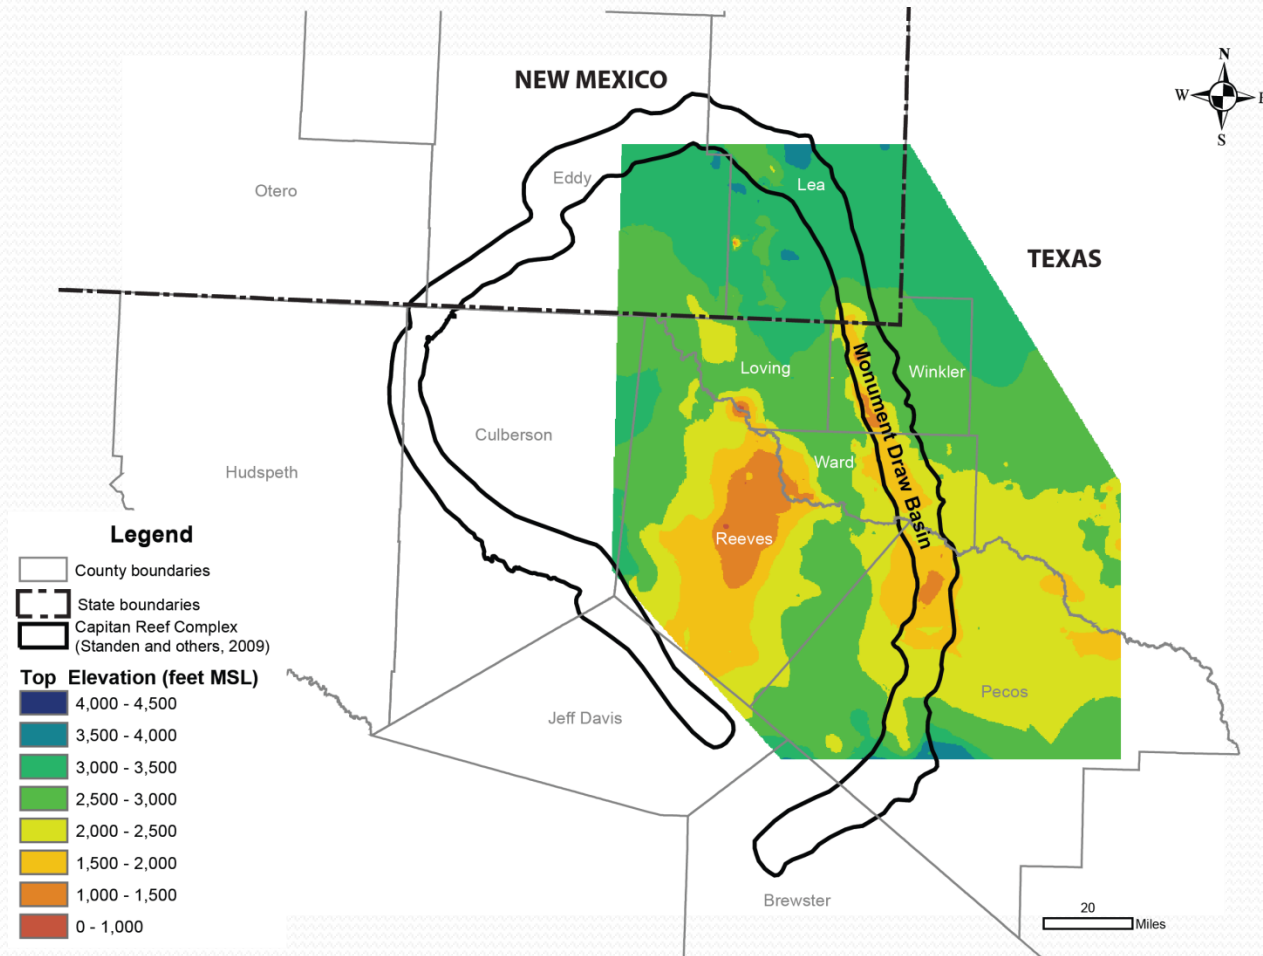 N
W
E
S
NEW MEXICO
Otero
Eddy
Lea
TEXAS
Loving
Winkler
Culberson
Hudspeth
Ward
Monument Draw Basin
Reeves
Pecos
Jeff Davis
Brewster
Legend
County boundaries
State boundaries
Capitan Reef Complex
(Standen and others, 2009)
Top Elevation (feet MSL)
4,000 - 4,500
3,500 - 4,000
3,000 - 3,500
2,500 - 3,000
2,000 - 2,500
1,500 - 2,000
1,000 - 1,500
0 - 1,000
20
Miles